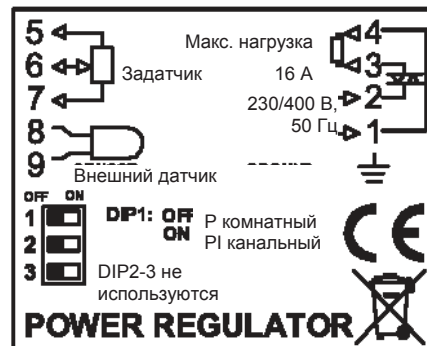 5
6
7
Задатчик
8
9
Внешний датчик
Макс. нагрузка
16 А
230/400 В,
50 Гц
4
3
2
1
OFF ON
1
2
3
DIP1: OFF P комнатный
ON PI канальный
DIP2-3 не
используются
CE
POWER REGULATOR